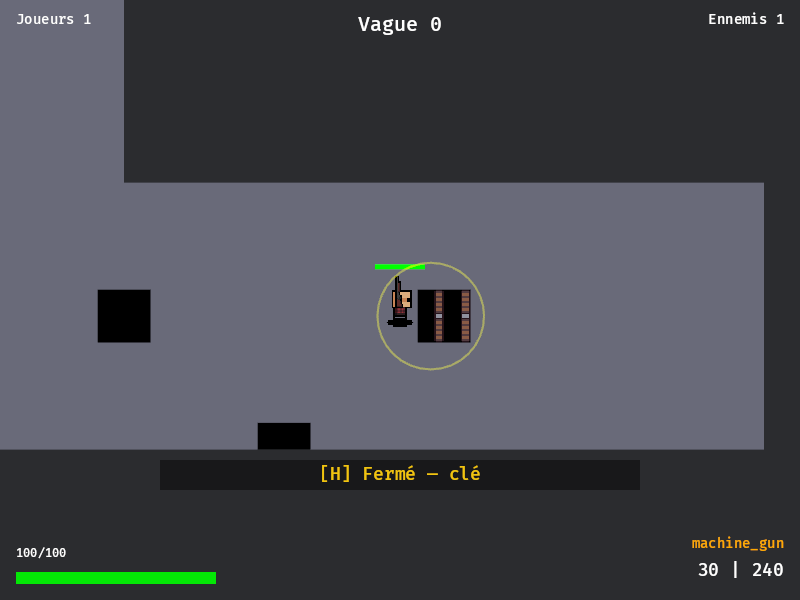 Joueurs 1
Vague 0
Ennemis 1
[H] Fermé — clé
100/100
machine_gun
30 | 240